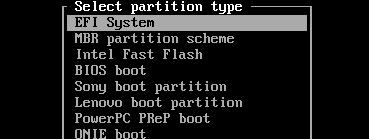 Select partition type
EFI System
MBR partition scheme
Intel Fast Flash
BIOS boot
Sony boot partition
Lenovo boot partition
PowerPC PReP boot
ONIE boot